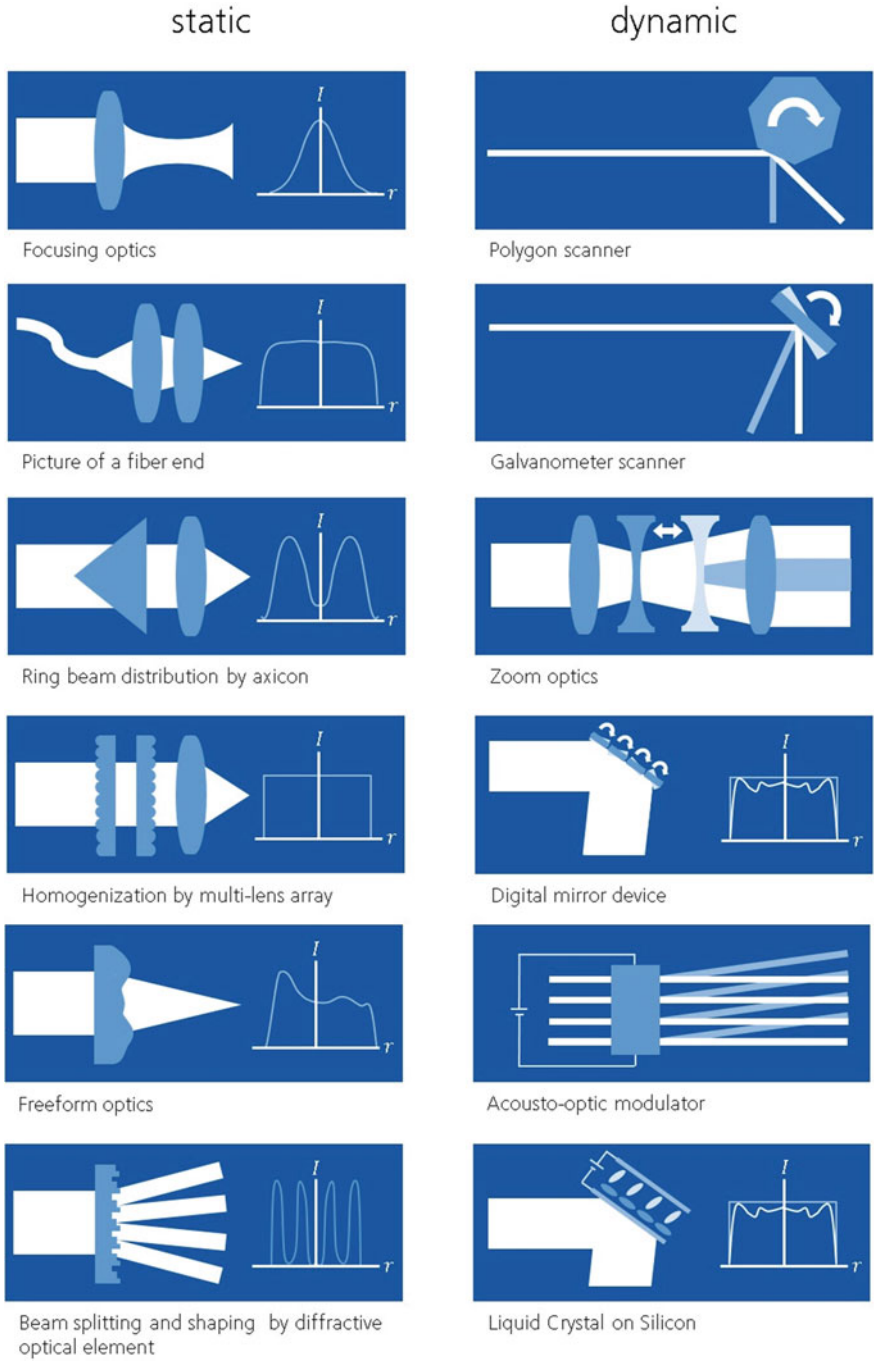 static
dynamic
I
r
Focusing optics
Polygon scanner
I
r
Picture of a fiber end
Galvanometer scanner
I
r
Ring beam distribution by axicon
Zoom optics
I
r
Homogenization by multi-lens array
I
r
Digital mirror device
I
r
Freeform optics
Acousto-optic modulator
I
r
Beam splitting and shaping by diffractive
optical element
I
r
Liquid Crystal on Silicon